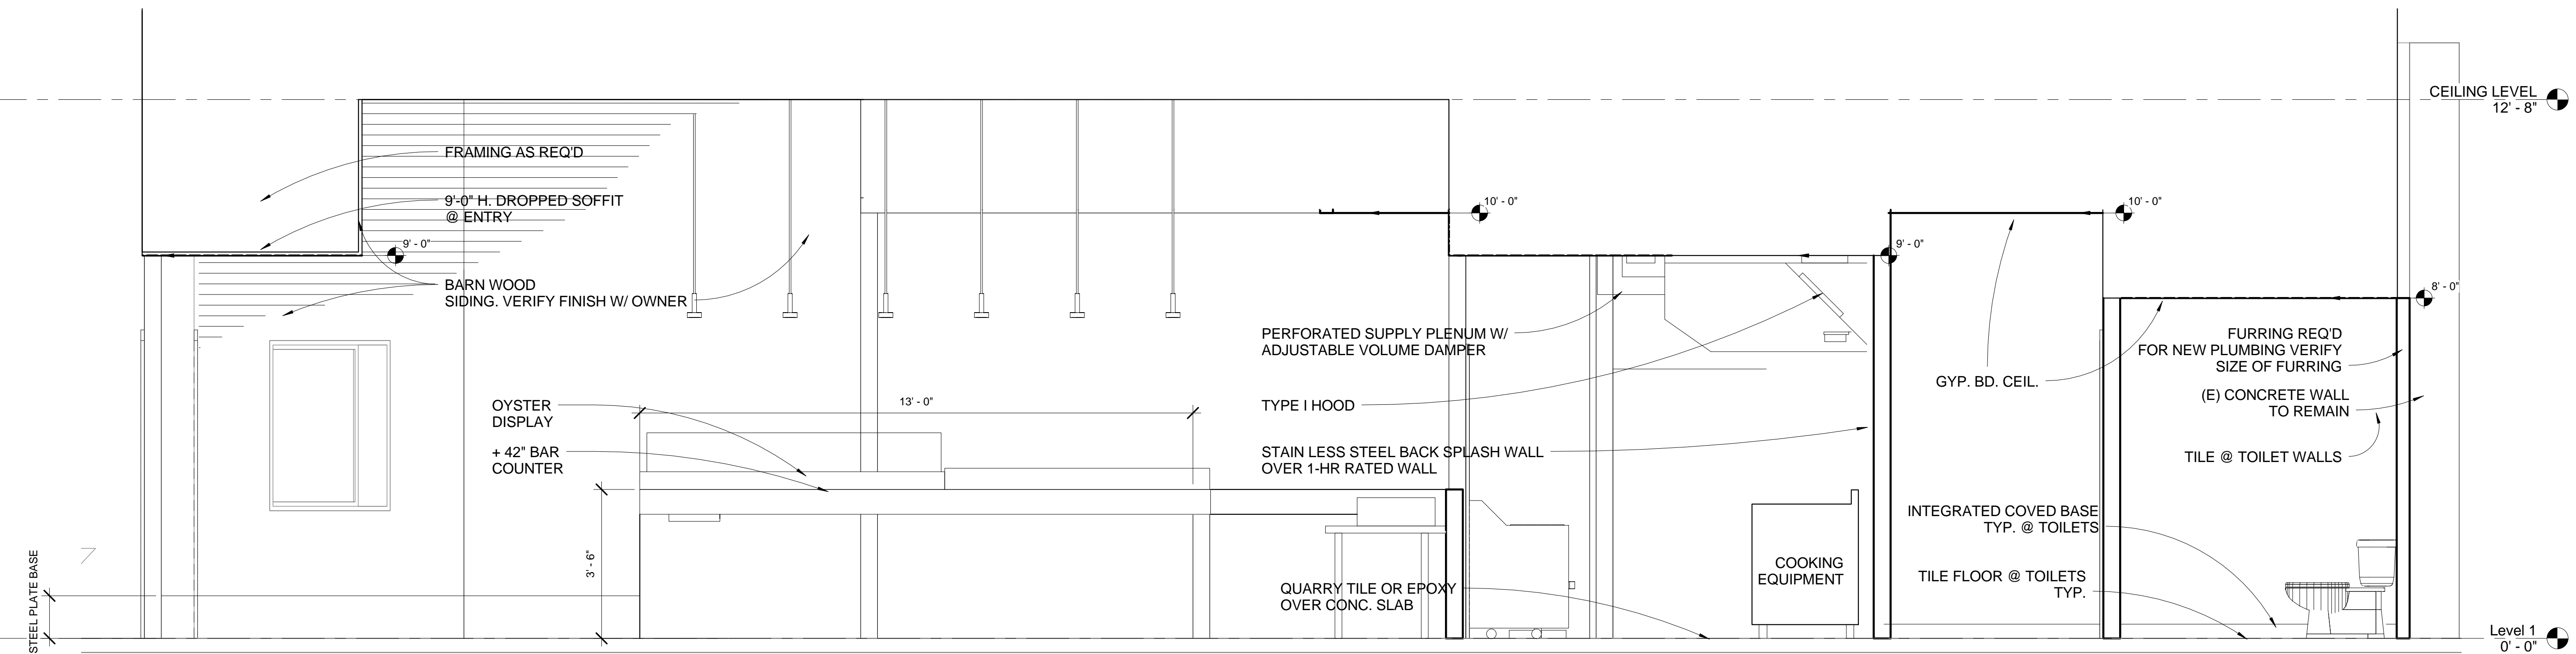 CEILING LEVEL
12' - 8"
FRAMING AS REQ'D
9'-0" H. DROPPED SOFFIT
@ ENTRY
9' - 0"
BARN WOOD
SIDING. VERIFY FINISH W/ OWNER
10' - 0"
9' - 0"
10' - 0"
8' - 0"
PERFORATED SUPPLY PLENUM W/
ADJUSTABLE VOLUME DAMPER
FURRING REQ'D
FOR NEW PLUMBING VERIFY
SIZE OF FURRING
GYP. BD. CEIL.
(E) CONCRETE WALL
TO REMAIN
OYSTER
DISPLAY
13' - 0"
TYPE I HOOD
+ 42" BAR
COUNTER
STAIN LESS STEEL BACK SPLASH WALL
OVER 1-HR RATED WALL
TILE @ TOILET WALLS
INTEGRATED COVED BASE
TYP. @ TOILETS
3' - 6"
STEEL PLATE BASE
COOKING
EQUIPMENT
TILE FLOOR @ TOILETS
TYP.
QUARRY TILE OR EPOXY
OVER CONC. SLAB
Level 1
0' - 0"